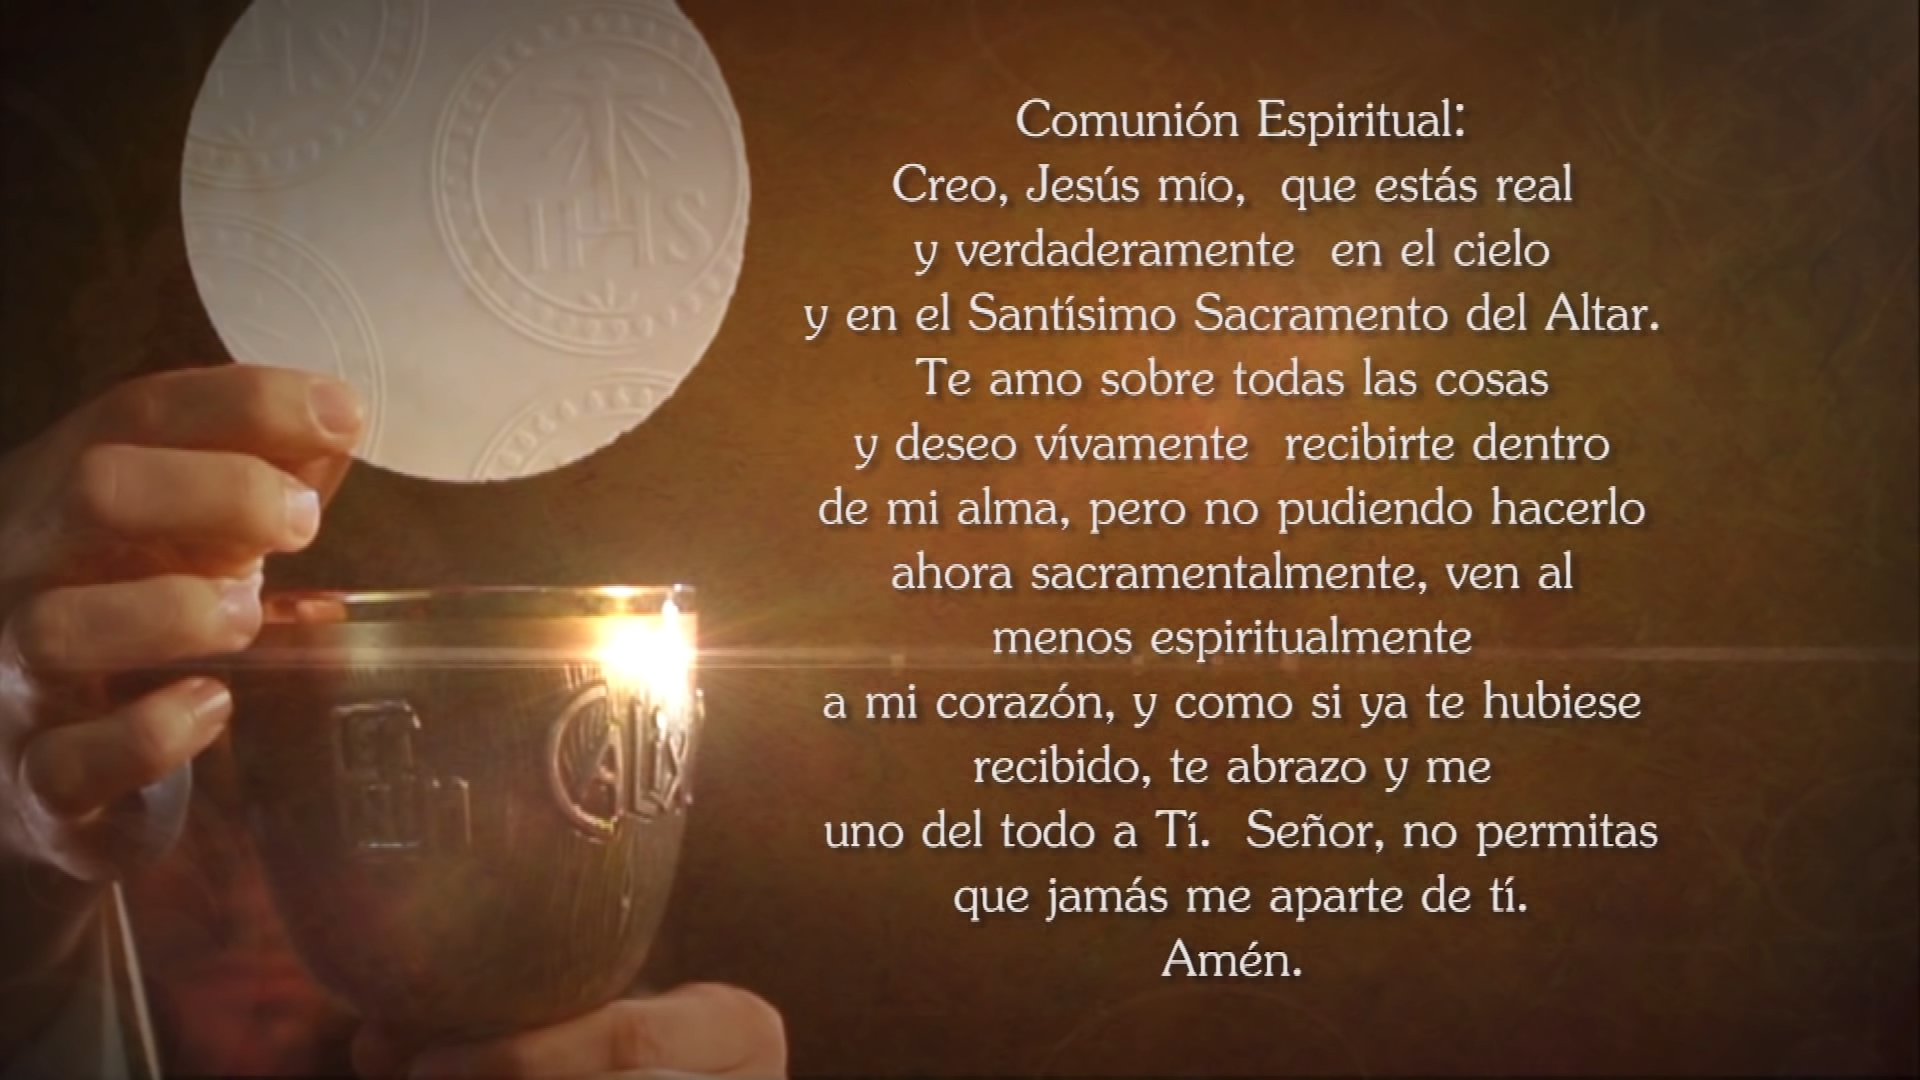 IHS
Comunión Espiritual:
Creo, Jesús mío, que estás real
y verdaderamente en el cielo
y en el Santísimo Sacramento del Altar.
Te amo sobre todas las cosas
y deseo vívamente recibirte dentro
de mi alma, pero no pudiendo hacerlo
ahora sacramentalmente, ven al
menos espiritualmente
a mi corazón, y como si ya te hubiese
recibido, te abrazo y me
uno del todo a Tí. Señor, no permitas
que jamás me aparte de tí.
Amén.
CALIX